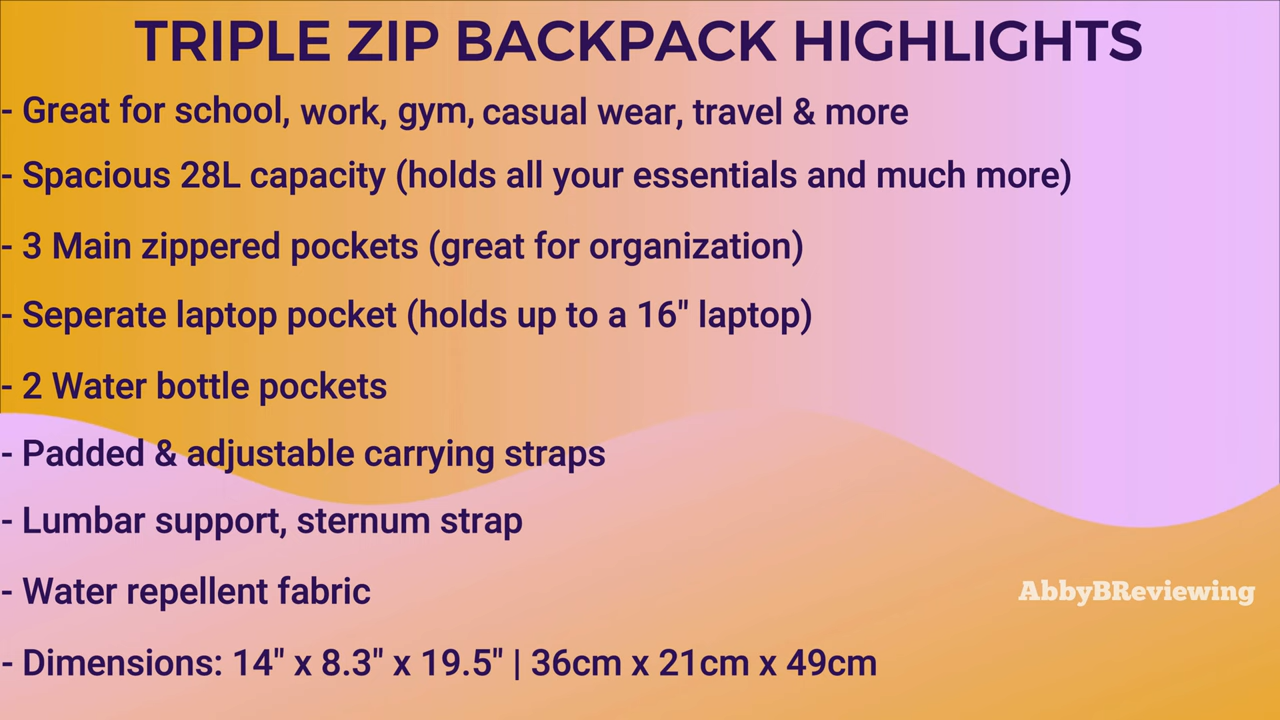 TRIPLE ZIP BACKPACK HIGHLIGHTS
- Great for school, work, gym, casual wear, travel & more
- Spacious 28L capacity (holds all your essentials and much more)
- 3 Main zippered pockets (great for organization)
- Seperate laptop pocket (holds up to a 16" laptop)
- 2 Water bottle pockets
- Padded & adjustable carrying straps
- Lumbar support, sternum strap
- Water repellent fabric
AbbyBReviewing
- Dimensions: 14" x 8.3" x 19.5" | 36cm x 21cm x 49cm